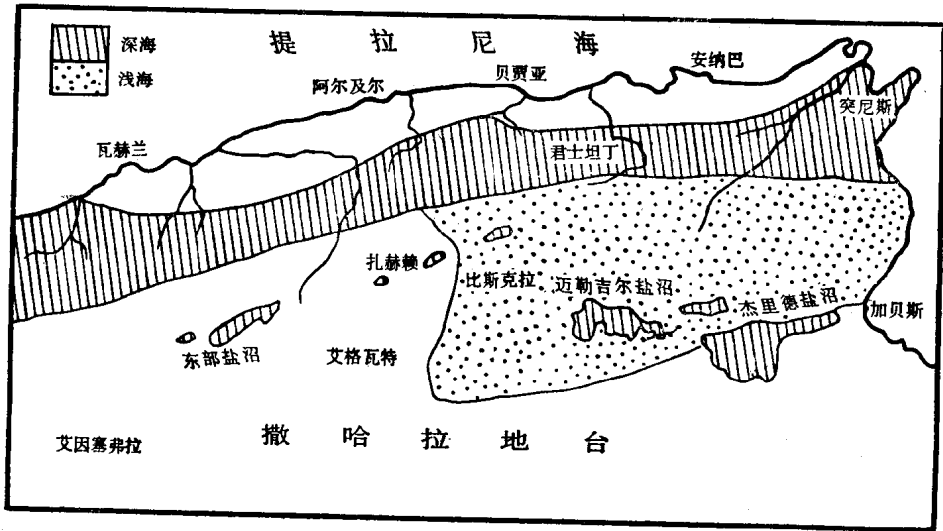 深海
浅海
提拉尼海
安纳巴
贝贾亚
阿尔及尔
突尼斯
瓦赫兰
君士坦丁
扎赫赖
比斯克拉
迈勒吉尔盐沼
杰里德盐沼
加贝斯
东部盐沼
艾格瓦特
撒哈拉地台
艾因塞弗拉